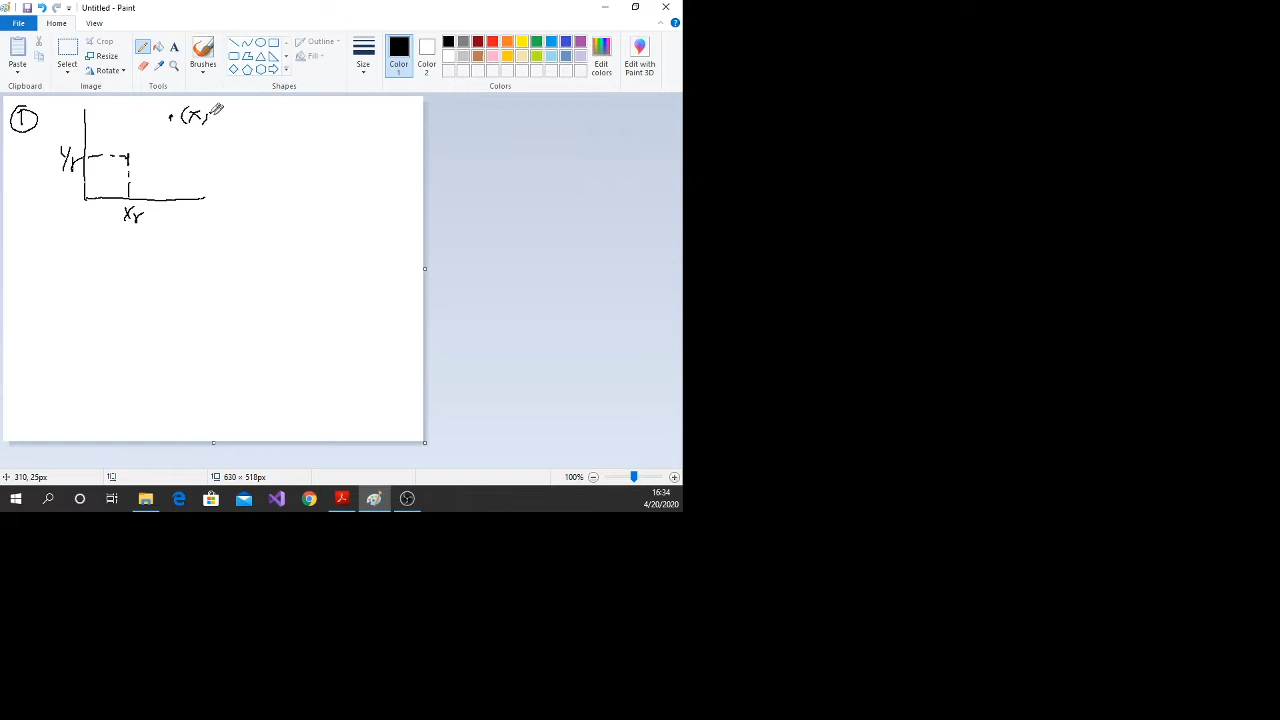 Untitled - Paint
File Home View
Paste
Clipboard
Select
Crop
Resize
Rotate
Image
Tools
Brushes
Shapes
Outline
Fill
Size
Color 1
Color 2
Edit colors
Edit with Paint 3D
Colors
1
(x,
yr
xr
310, 25px
630 × 518px
100%
16:34
4/20/2020